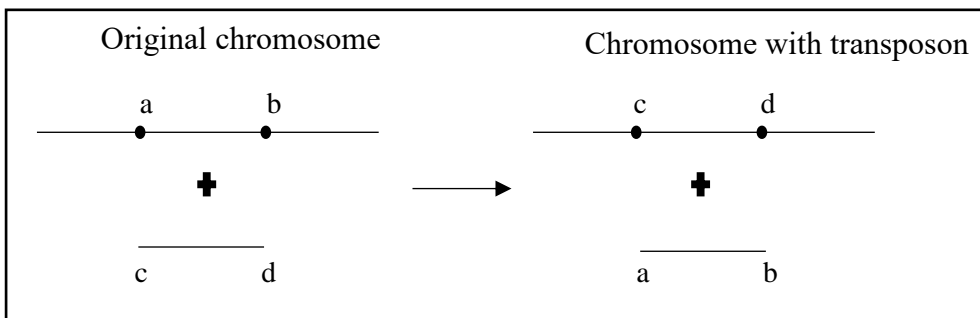 Original chromosome
Chromosome with transposon
a b
c d
c d
a b